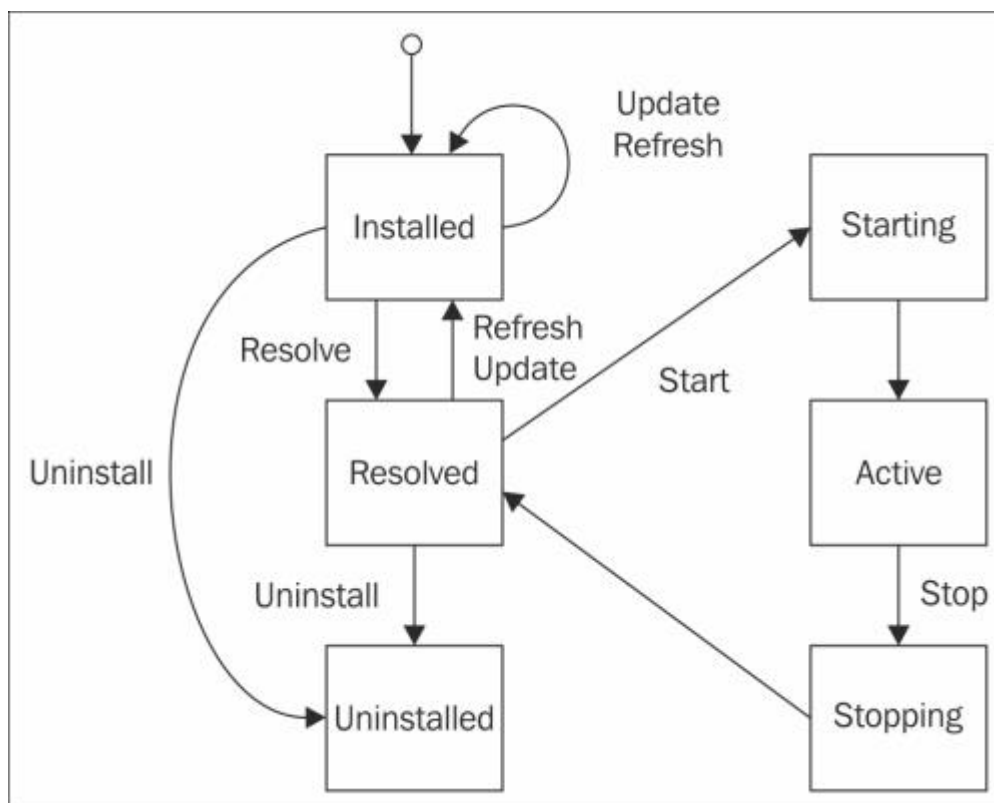 Update
Refresh
Installed
Starting
Resolve
Refresh
Update
Start
Uninstall
Resolved
Active
Uninstall
Stop
Uninstalled
Stopping